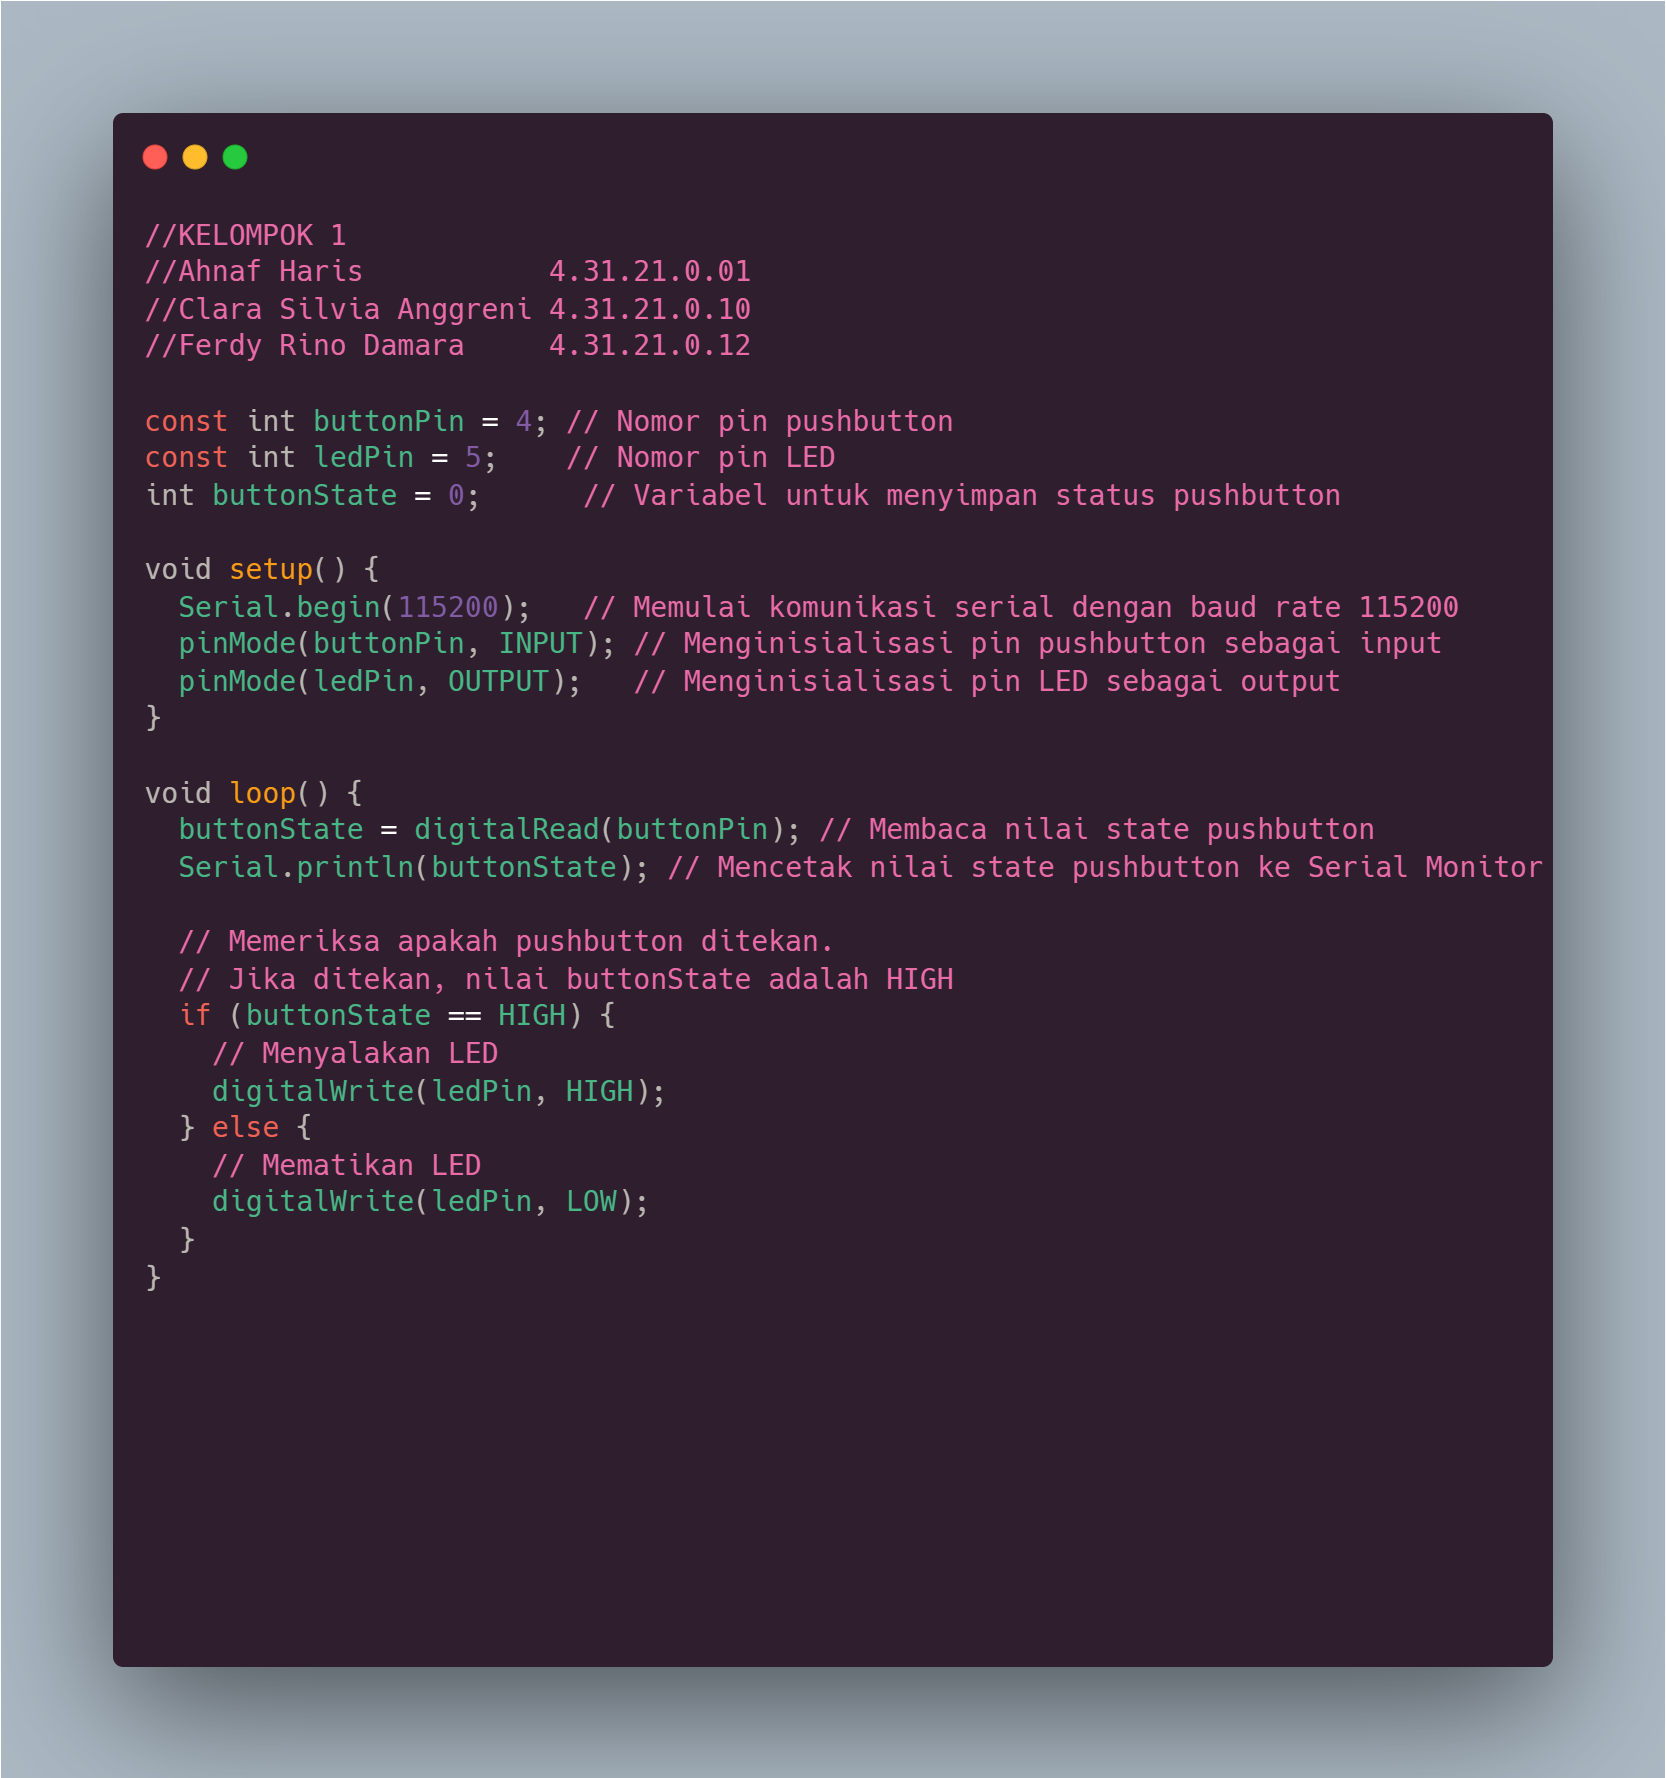 //KELOMPOK 1
//Ahnaf Haris           4.31.21.0.01
//Clara Silvia Anggreni 4.31.21.0.10
//Ferdy Rino Damara     4.31.21.0.12

const int buttonPin = 4; // Nomor pin pushbutton
const int ledPin = 5;    // Nomor pin LED
int buttonState = 0;      // Variabel untuk menyimpan status pushbutton

void setup() {
  Serial.begin(115200);   // Memulai komunikasi serial dengan baud rate 115200
  pinMode(buttonPin, INPUT); // Menginisialisasi pin pushbutton sebagai input
  pinMode(ledPin, OUTPUT);   // Menginisialisasi pin LED sebagai output
}

void loop() {
  buttonState = digitalRead(buttonPin); // Membaca nilai state pushbutton
  Serial.println(buttonState); // Mencetak nilai state pushbutton ke Serial Monitor

  // Memeriksa apakah pushbutton ditekan.
  // Jika ditekan, nilai buttonState adalah HIGH
  if (buttonState == HIGH) {
    // Menyalakan LED
    digitalWrite(ledPin, HIGH);
  } else {
    // Mematikan LED
    digitalWrite(ledPin, LOW);
  }
}